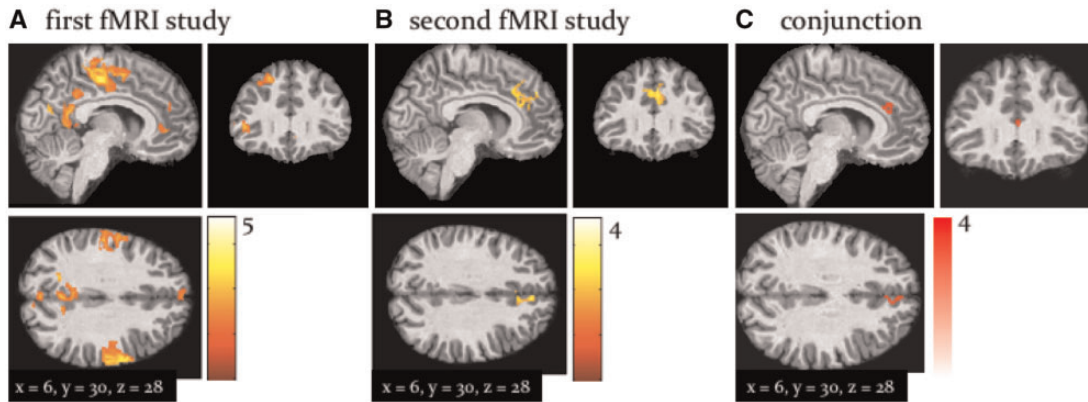 A first fMRI study
B second fMRI study
C conjunction
5
4
4
x = 6, y = 30, z = 28
x = 6, y = 30, z = 28
x = 6, y = 30, z = 28